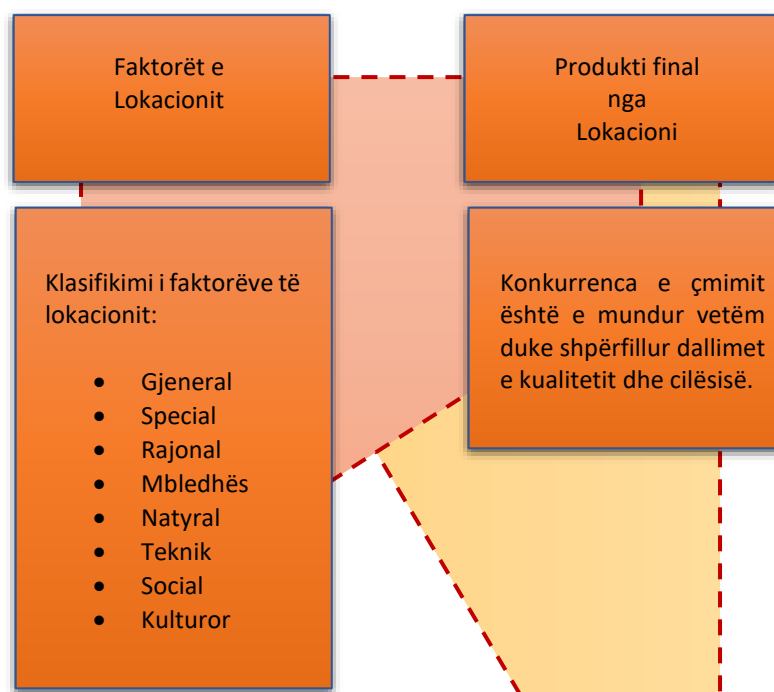 Faktorët e
Lokacionit
Produkti final
nga
Lokacioni
Klasifikimi i faktorëve të
lokacionit:
• Gjeneral
• Special
• Rajonal
• Mbledhës
• Natyral
• Teknik
• Social
• Kulturor
Konkurrenca e çmimit
është e mundur vetëm
duke shpërfillur dallimet
e kualitetit dhe cilësisë.